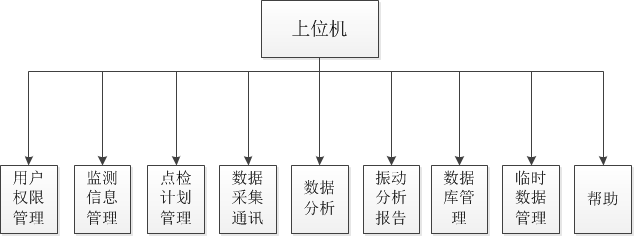 上位机
用户
权限
管理
监测
信息
管理
点检
计划
管理
数据
采集
通讯
数据
分析
振动
分析
报告
数据
库管
理
临时
数据
管理
帮助